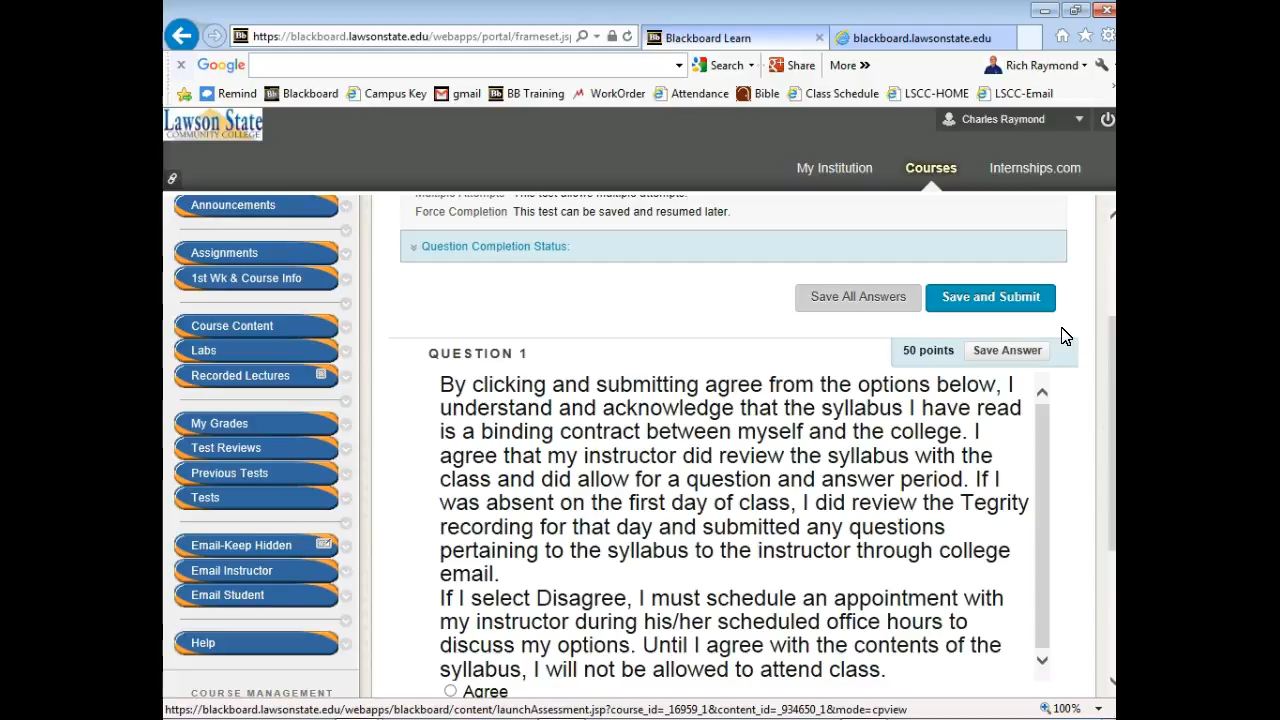 https://blackboard.lawsonstate.edu/webapps/portal/frameset.jsp
Blackboard Learn
blackboard.lawsonstate.edu
Google
Search
Share
More »
Rich Raymond
Remind
Blackboard
Campus Key
gmail
BB Training
WorkOrder
Attendance
Bible
Class Schedule
LSCC-HOME
LSCC-Email
Lawson State
COMMUNITY COLLEGE
Charles Raymond
My Institution
Courses
Internships.com
Announcements
Assignments
1st Wk & Course Info
Course Content
Labs
Recorded Lectures
My Grades
Test Reviews
Previous Tests
Tests
Email-Keep Hidden
Email Instructor
Email Student
Help
COURSE MANAGEMENT
Multiple Attempts This test allows multiple attempts.
Force Completion This test can be saved and resumed later.
Question Completion Status:
Save All Answers
Save and Submit
QUESTION 1
50 points
Save Answer
By clicking and submitting agree from the options below, I
understand and acknowledge that the syllabus I have read
is a binding contract between myself and the college. I
agree that my instructor did review the syllabus with the
class and did allow for a question and answer period. If I
was absent on the first day of class, I did review the Tegrity
recording for that day and submitted any questions
pertaining to the syllabus to the instructor through college
email.
If I select Disagree, I must schedule an appointment with
my instructor during his/her scheduled office hours to
discuss my options. Until I agree with the contents of the
syllabus, I will not be allowed to attend class.
Agree
https://blackboard.lawsonstate.edu/webapps/blackboard/content/launchAssessment.jsp?course_id=_16959_1&content_id=_934650_1&mode=cpview
100%